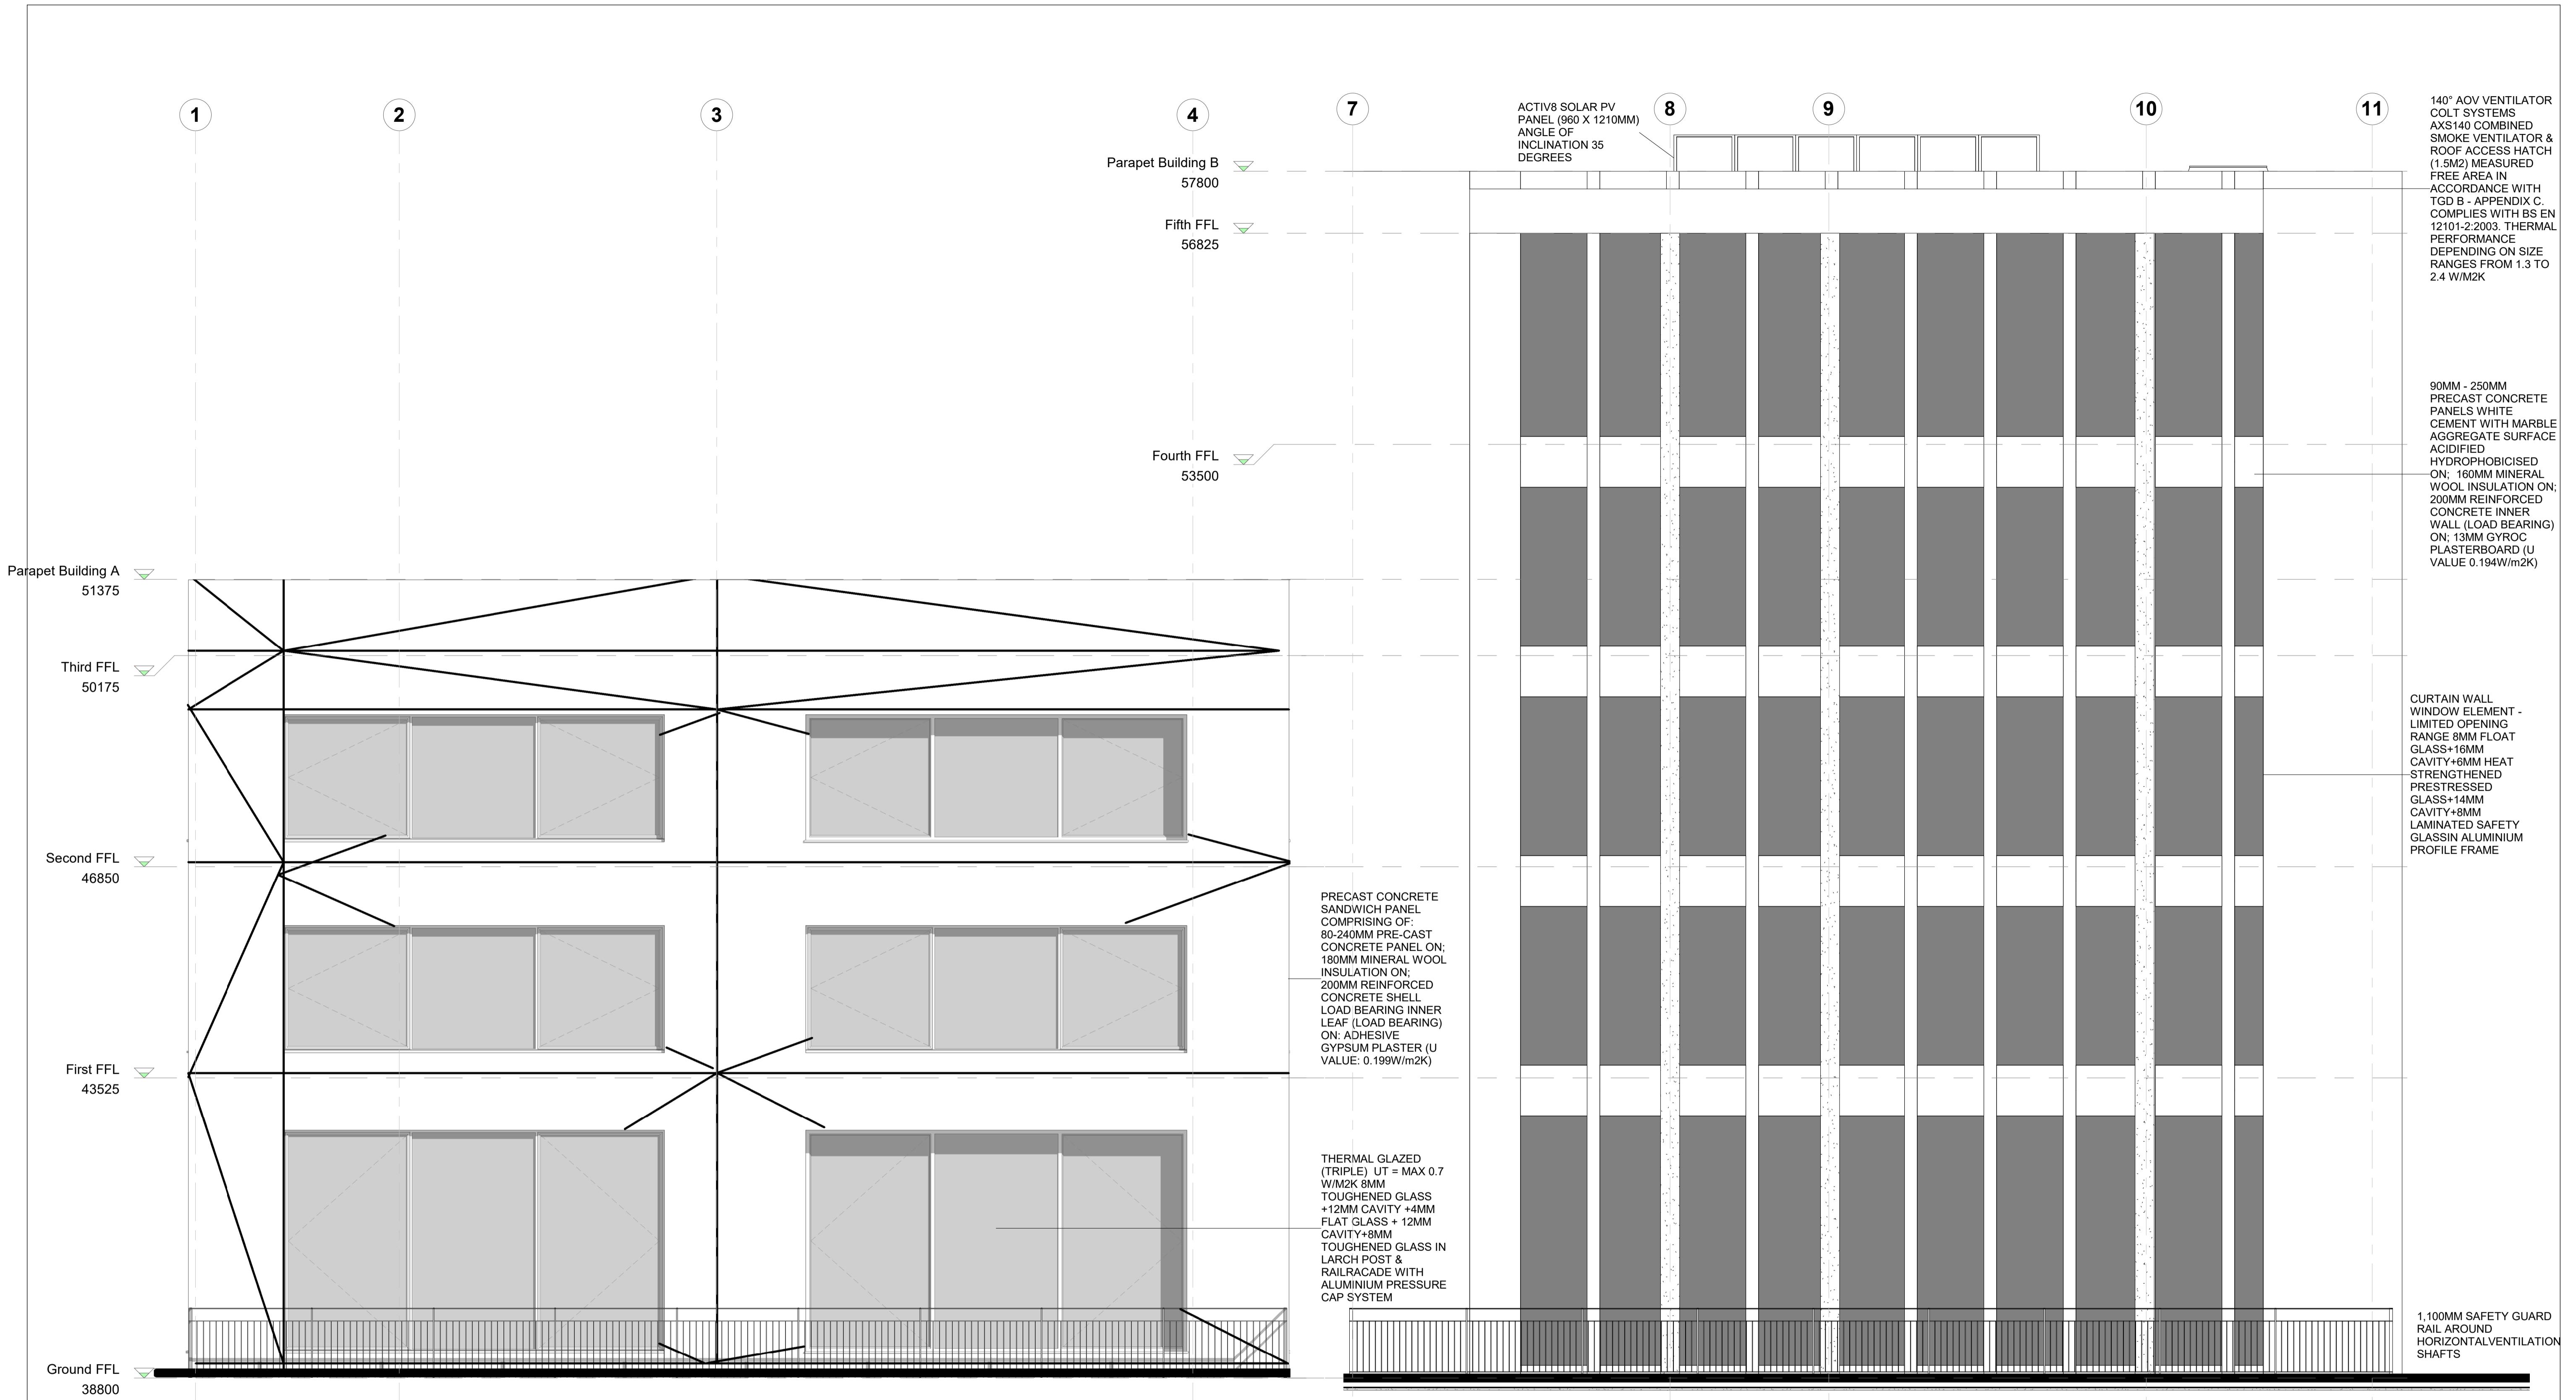 1
2
3
4
7
8
9
10
11
ACTIV8 SOLAR PV
PANEL (960 X 1210MM)
ANGLE OF
INCLINATION 35
DEGREES
140° AOV VENTILATOR
COLT SYSTEMS
AXS140 COMBINED
SMOKE VENTILATOR &
ROOF ACCESS HATCH
(1.5M2) MEASURED
FREE AREA IN
ACCORDANCE WITH
TGD B - APPENDIX C.
COMPLIES WITH BS EN
12101-2:2003. THERMAL
PERFORMANCE
DEPENDING ON SIZE
RANGES FROM 1.3 TO
2.4 W/M2K
Parapet Building B
57800
Fifth FFL
56825
Fourth FFL
53500
90MM - 250MM
PRECAST CONCRETE
PANELS WHITE
CEMENT WITH MARBLE
AGGREGATE SURFACE
ACIDIFIED
HYDROPHOBICISED
ON; 160MM MINERAL
WOOL INSULATION ON;
200MM REINFORCED
CONCRETE INNER
WALL (LOAD BEARING)
ON; 13MM GYROC
PLASTERBOARD (U
VALUE 0.194W/m2K)
Parapet Building A
51375
Third FFL
50175
CURTAIN WALL
WINDOW ELEMENT -
LIMITED OPENING
RANGE 8MM FLOAT
GLASS+16MM
CAVITY+6MM HEAT
STRENGTHENED
PRESTRESSED
GLASS+14MM
CAVITY+8MM
LAMINATED SAFETY
GLASSIN ALUMINIUM
PROFILE FRAME
Second FFL
46850
PRECAST CONCRETE
SANDWICH PANEL
COMPRISING OF:
80-240MM PRE-CAST
CONCRETE PANEL ON;
180MM MINERAL WOOL
INSULATION ON;
200MM REINFORCED
CONCRETE SHELL
LOAD BEARING INNER
LEAF (LOAD BEARING)
ON: ADHESIVE
GYPSUM PLASTER (U
VALUE: 0.199W/m2K)
First FFL
43525
THERMAL GLAZED
(TRIPLE) UT = MAX 0.7
W/M2K 8MM
TOUGHENED GLASS
+12MM CAVITY +4MM
FLAT GLASS + 12MM
CAVITY+8MM
TOUGHENED GLASS IN
LARCH POST &
RAILRACADE WITH
ALUMINIUM PRESSURE
CAP SYSTEM
1,100MM SAFETY GUARD
RAIL AROUND
HORIZONTALVENTILATION
SHAFTS
Ground FFL
38800